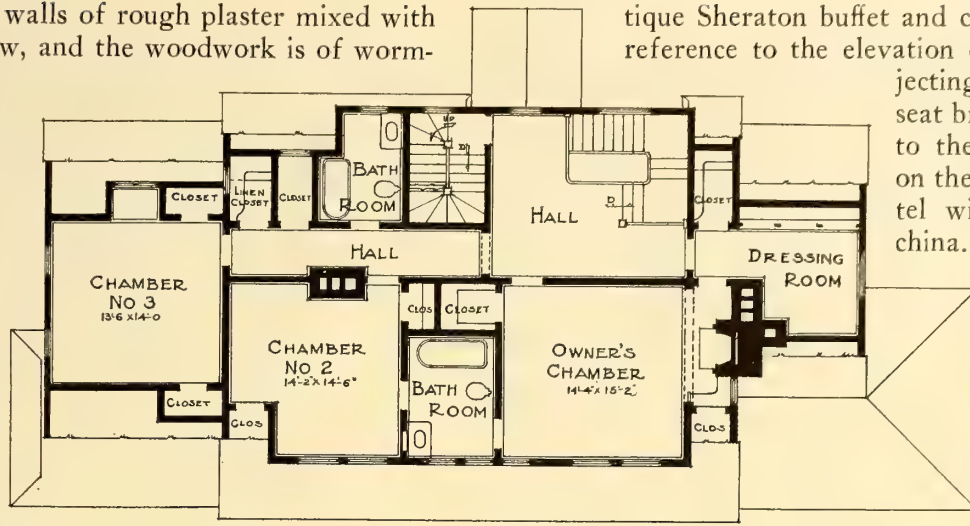 walls of rough plaster mixed with
w, and the woodwork is of worm-
tique Sheraton buffet and c
reference to the elevation
jecting
seat br
to the
on the
tel wi
china.
CLOSET
LINEN
CLOSET
CLOSET
BATH
ROOM
UP
D
HALL
D
CLOSET
HALL
DRESSING
ROOM
CHAMBER
NO 3
13'-6 X 14'-0
CHAMBER
NO 2
14'-2" X 14'-6"
CLOS
CLOSET
BATH
ROOM
OWNER'S
CHAMBER
14'-4" X 15'-2"
CLOSET
CLOS
CLOS